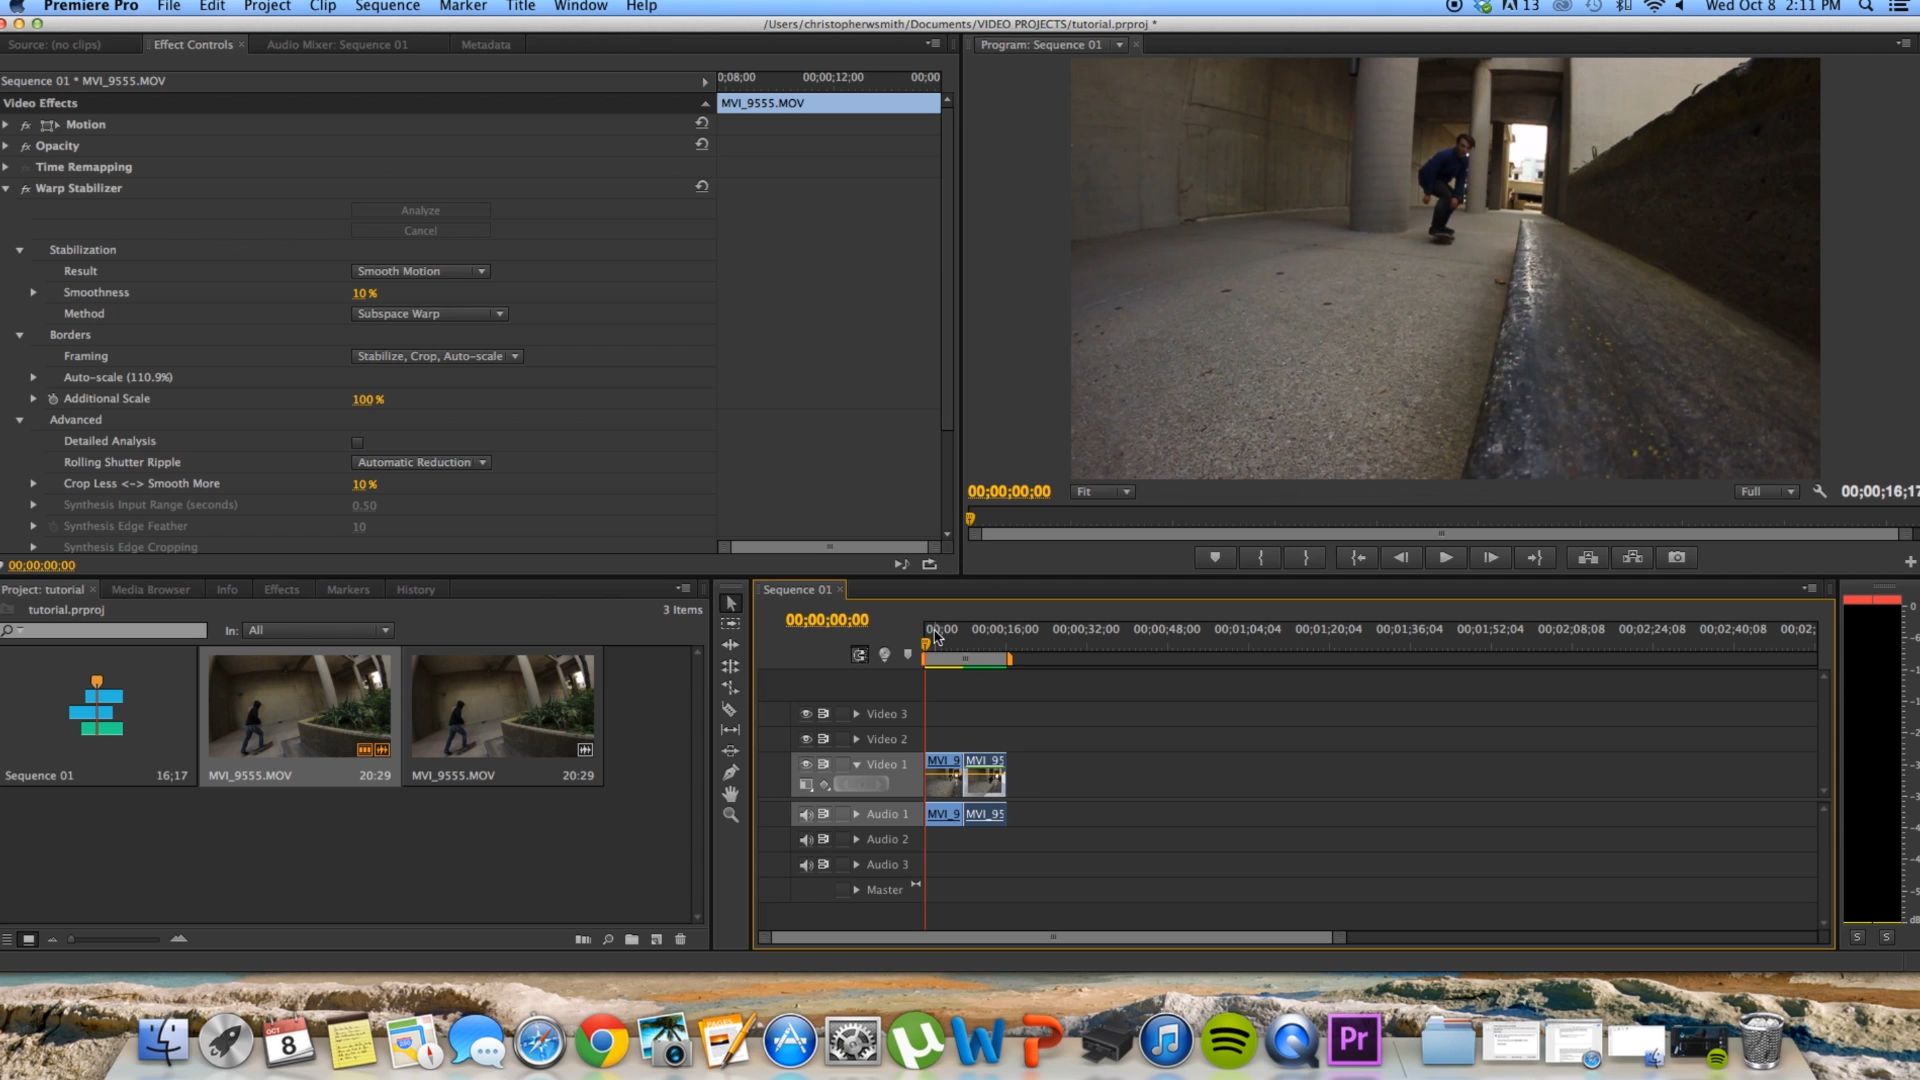 Premiere Pro File Edit Project Clip Sequence Marker Title Window Help
13 Wed Oct 8 2:11 PM
/Users/christopherwsmith/Documents/VIDEO PROJECTS/tutorial.prproj *
Source: (no clips) Effect Controls × Audio Mixer: Sequence 01 Metadata
Program: Sequence 01 ×
Sequence 01 * MVI_9555.MOV
0;08;00 00;00;12;00 00;00
Video Effects
MVI_9555.MOV
fx Motion
fx Opacity
Time Remapping
fx Warp Stabilizer
Analyze
Cancel
Stabilization
Result Smooth Motion
Smoothness 10 %
Method Subspace Warp
Borders
Framing Stabilize, Crop, Auto-scale
Auto-scale (110.9%)
Additional Scale 100 %
Advanced
Detailed Analysis
Rolling Shutter Ripple Automatic Reduction
Crop Less <-> Smooth More 10 %
Synthesis Input Range (seconds) 0.50
Synthesis Edge Feather 10
Synthesis Edge Cropping
00;00;00;00
00;00;00;00 Fit Full 00;00;16;17
Project: tutorial × Media Browser Info Effects Markers History
tutorial.prproj 3 Items
In: All
Sequence 01 16;17
MVI_9555.MOV 20:29
MVI_9555.MOV 20:29
Sequence 01 ×
00;00;00;00
00;00 00;00;16;00 00;00;32;00 00;00;48;00 00;01;04;04 00;01;20;04 00;01;36;04 00;01;52;04 00;02;08;08 00;02;24;08 00;02;40;08 00;02;
Video 3
Video 2
Video 1 MVI_9 MVI_95
Audio 1 MVI_9 MVI_95
Audio 2
Audio 3
Master
0
dB
S S
OCT
8
PAGES
W P Pr